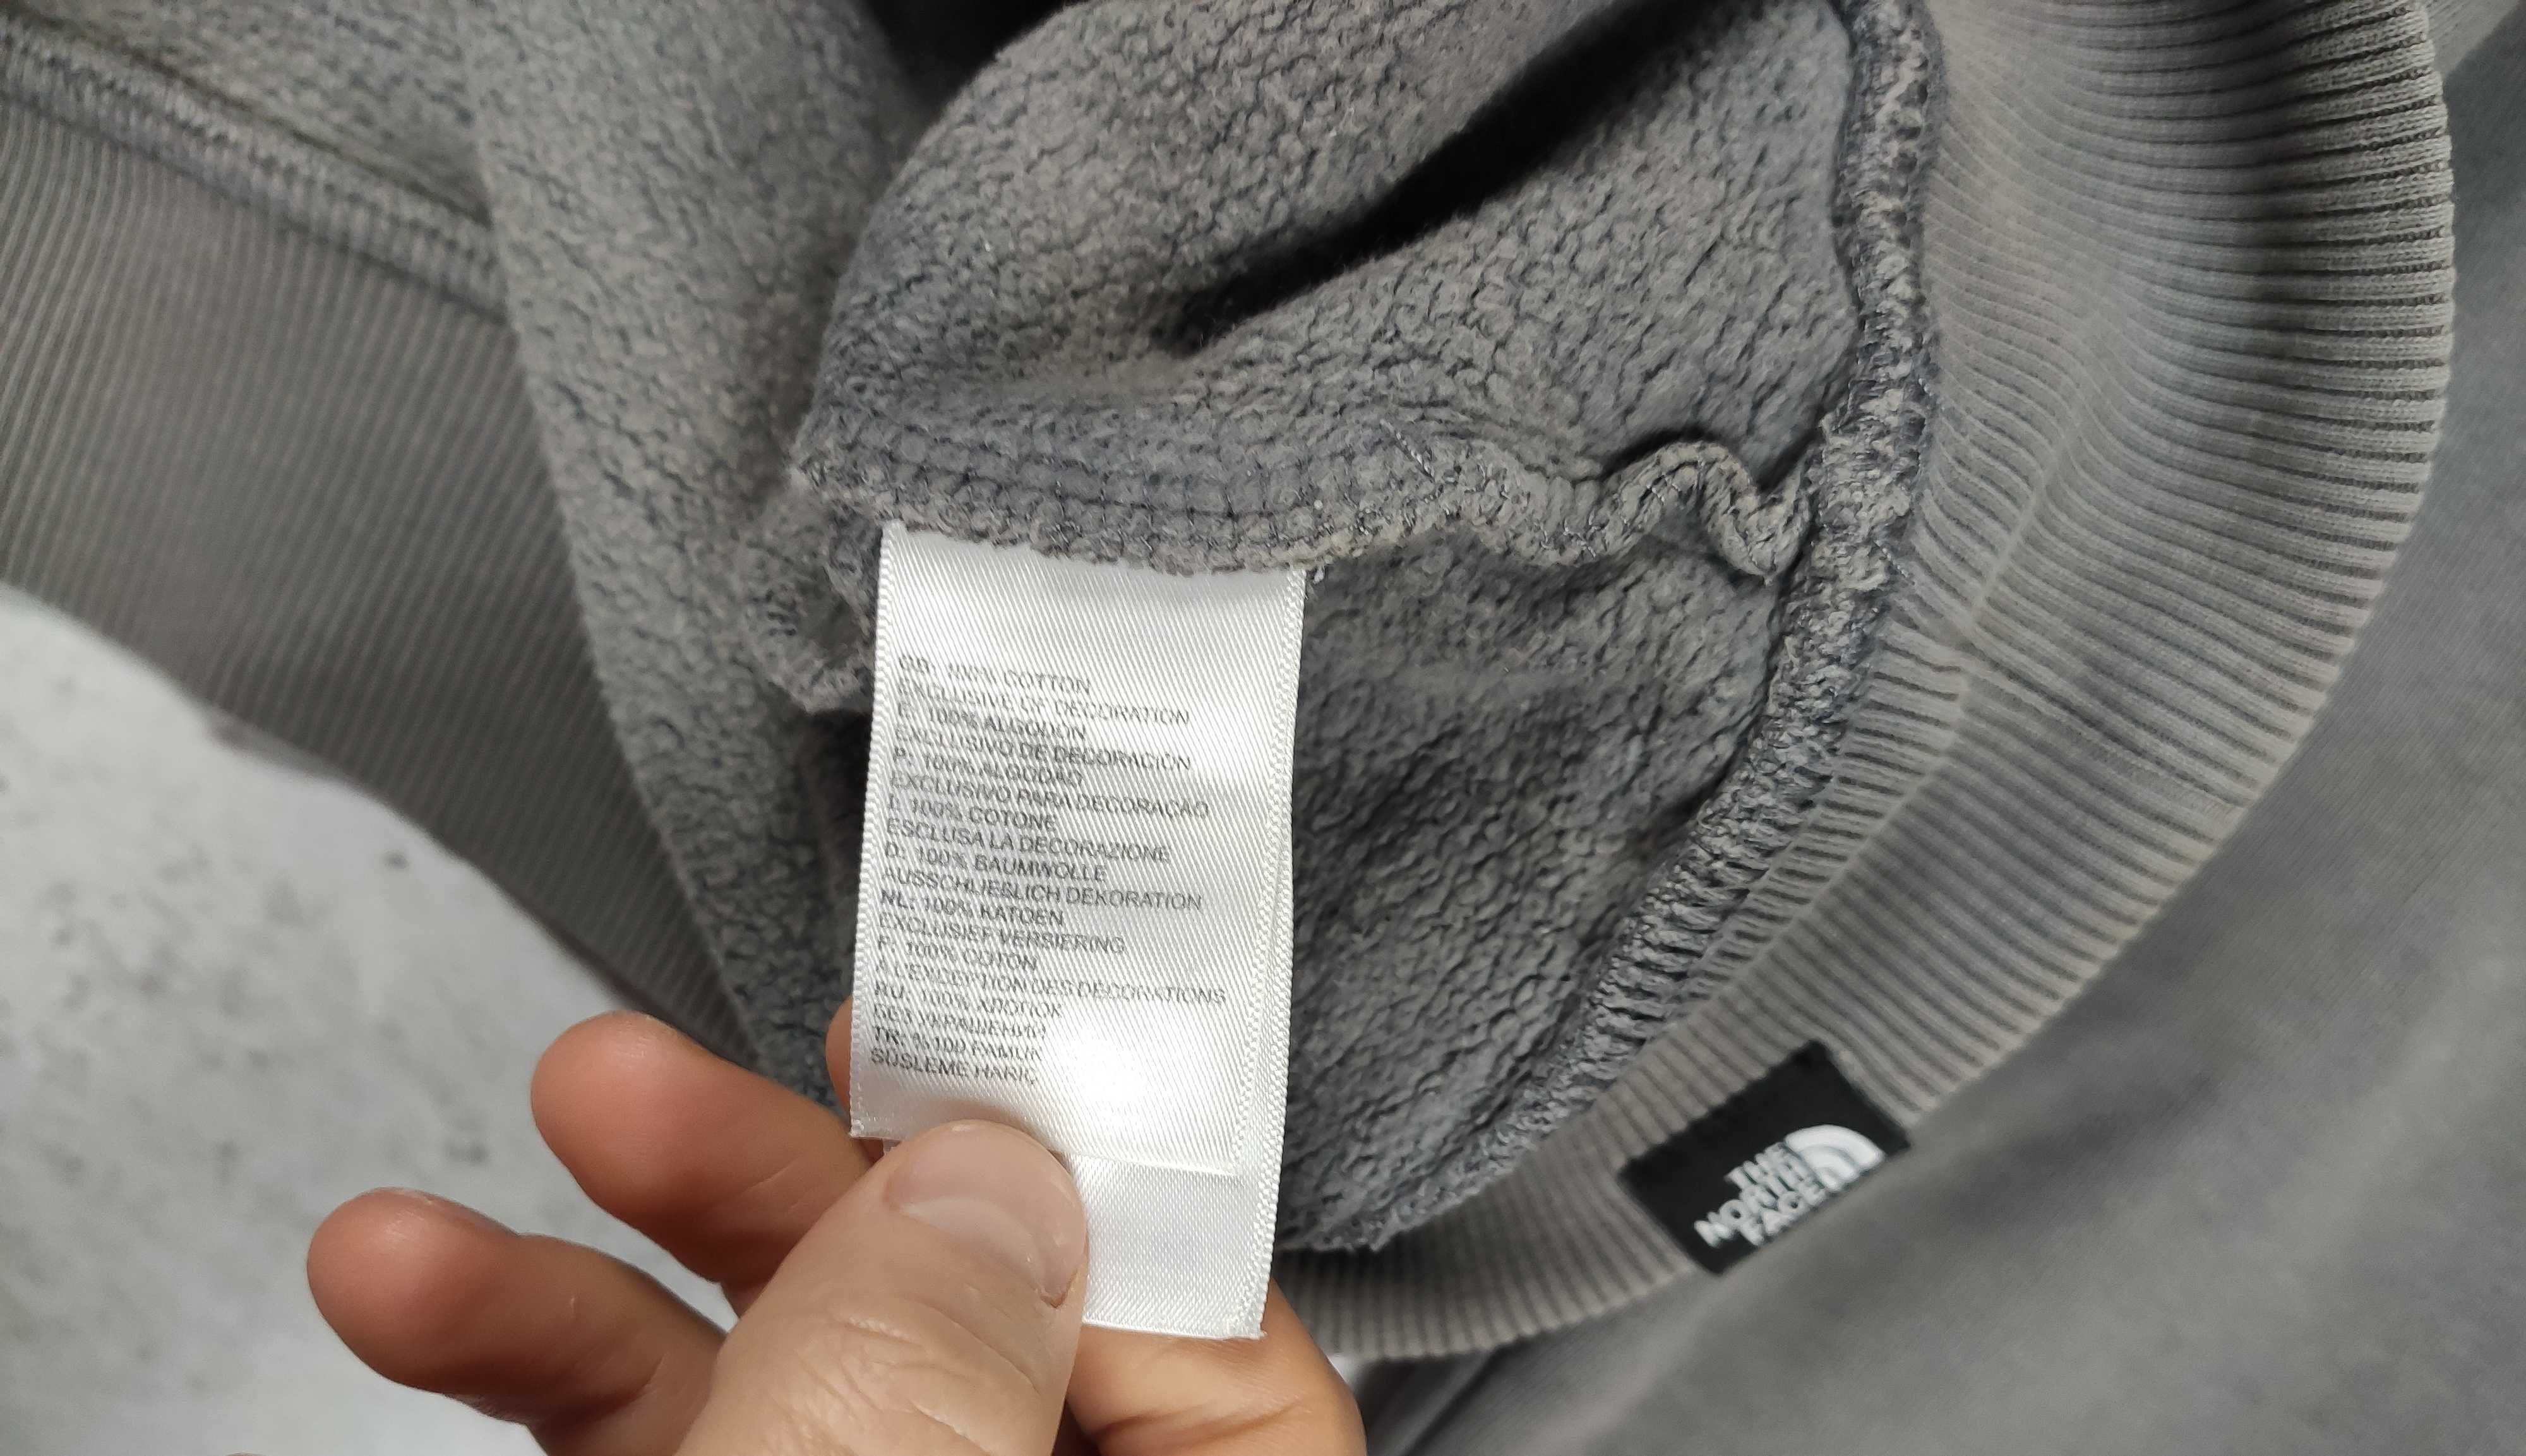 GB: 100% COTTON
EXCLUSIVE OF DECORATION
E: 100% ALGODON
EXCLUSIVO DE DECORACIÓN
P: 100% ALGODÃO
EXCLUSIVO PARA DECORAÇÃO
I: 100% COTONE
ESCLUSA LA DECORAZIONE
D: 100% BAUMWOLLE
AUSSCHLIEßLICH DEKORATION
NL: 100% KATOEN
EXCLUSIEF VERSIERING
F: 100% COTON
A L'EXCEPTION DES DÉCORATIONS
RU: 100% ХЛОПОК
БЕЗ УКРАШЕНИЙ
TR: % 100 PAMUK
SÜSLEME HARIÇ
THE
NORTH
FACE